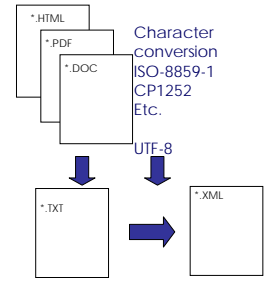 *.HTML
*.PDF
*.DOC
Character
conversion
ISO-8859-1
CP1252
Etc.
UTF-8
*.TXT
*.XML